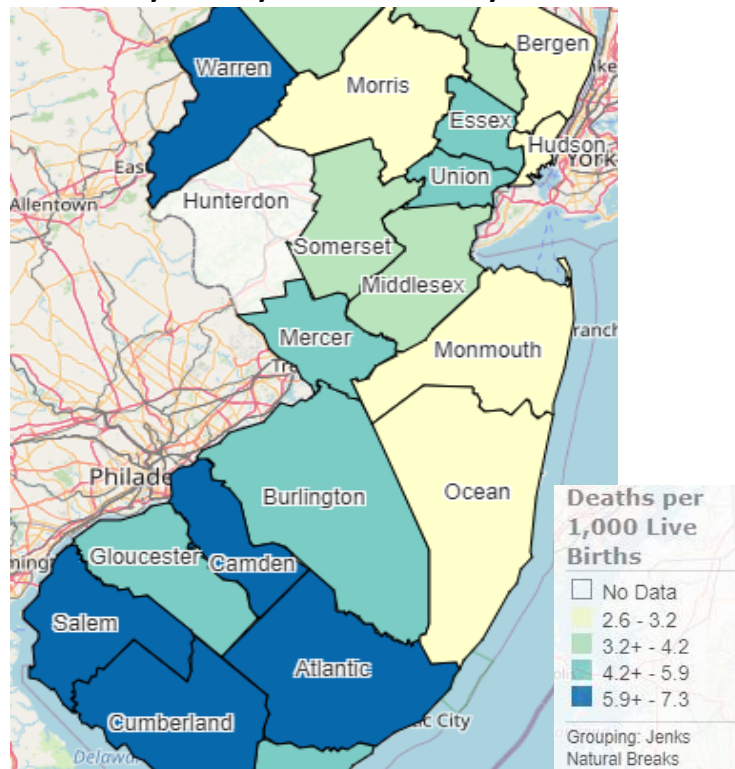 Bergen
Warren
Morris
Essex
Hudson
York
Union
Allentown
Hunterdon
Somerset
Middlesex
Mercer
Monmouth
Philade
Burlington
Ocean
Gloucester
Camden
Salem
Atlantic
Cumberland
Deaths per
1,000 Live
Births
No Data
2.6 - 3.2
3.2+ - 4.2
4.2+ - 5.9
5.9+ - 7.3
Grouping: Jenks
Natural Breaks